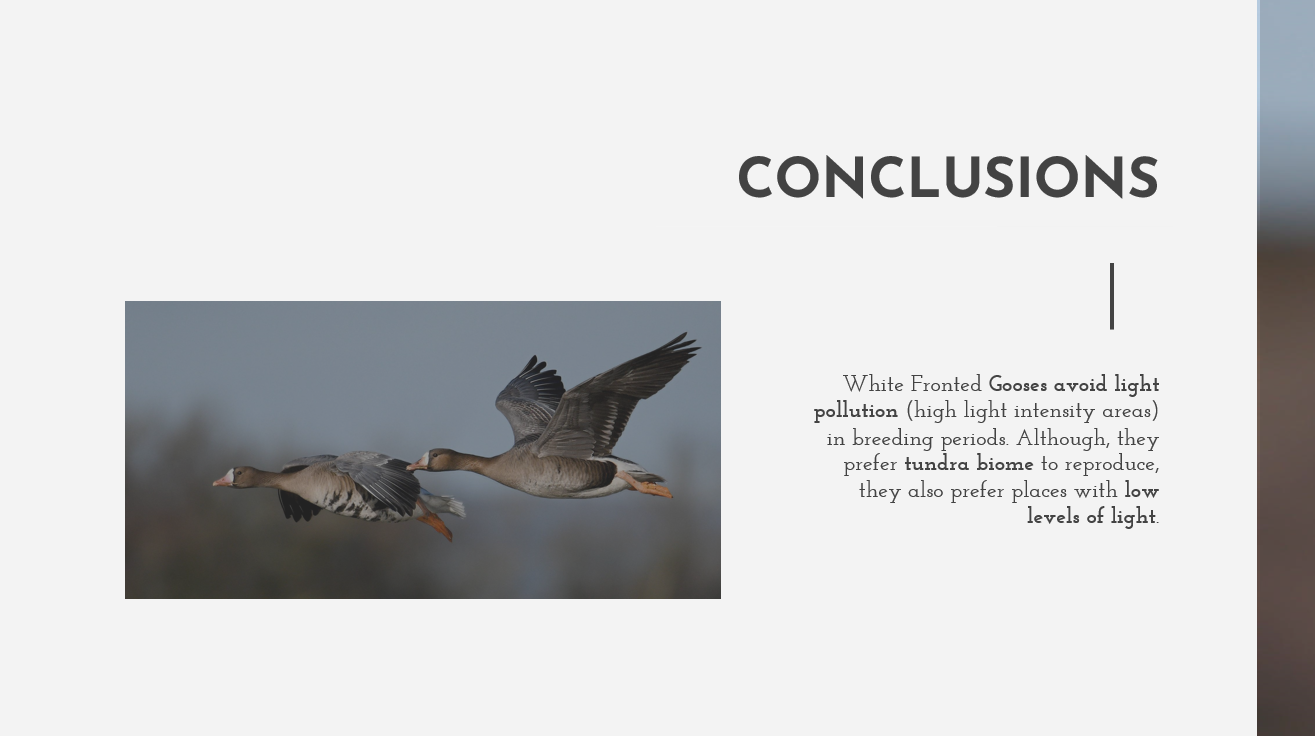 CONCLUSIONS
White Fronted Gooses avoid light
pollution (high light intensity areas)
in breeding periods. Although, they
prefer tundra biome to reproduce,
they also prefer places with low
levels of light.